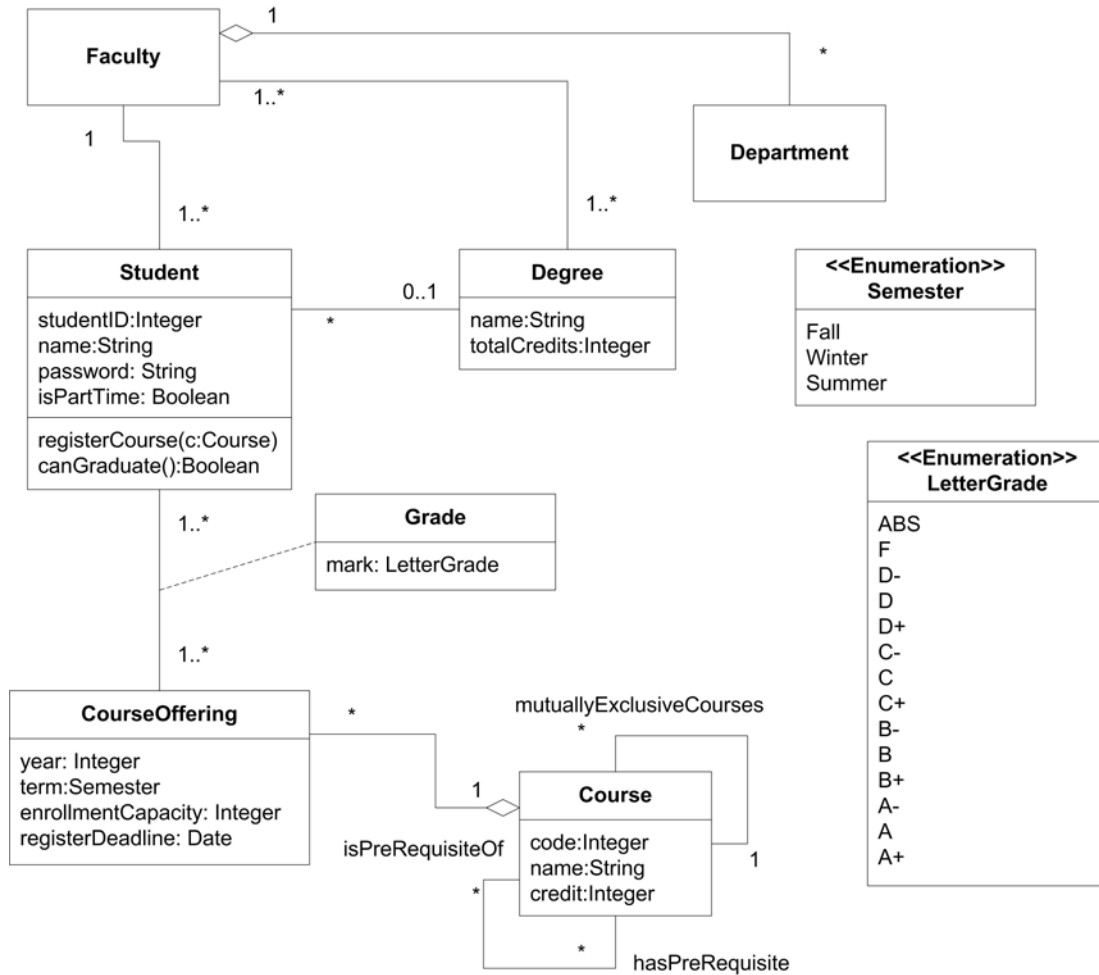 1
Faculty
*
1..*
Department
1
1..*
1..*
Student
Degree
<<Enumeration>>
Semester
0..1
*
studentID:Integer
name:String
password: String
isPartTime: Boolean
name:String
totalCredits:Integer
Fall
Winter
Summer
registerCourse(c:Course)
canGraduate():Boolean
<<Enumeration>>
LetterGrade
1..*
Grade
mark: LetterGrade
ABS
F
D-
D
D+
C-
C
C+
B-
B
B+
A-
A
A+
1..*
CourseOffering
*
mutuallyExclusiveCourses
*
year: Integer
term:Semester
enrollmentCapacity: Integer
registerDeadline: Date
1
Course
isPreRequisiteOf
code:Integer
name:String
credit:Integer
1
*
*
hasPreRequisite